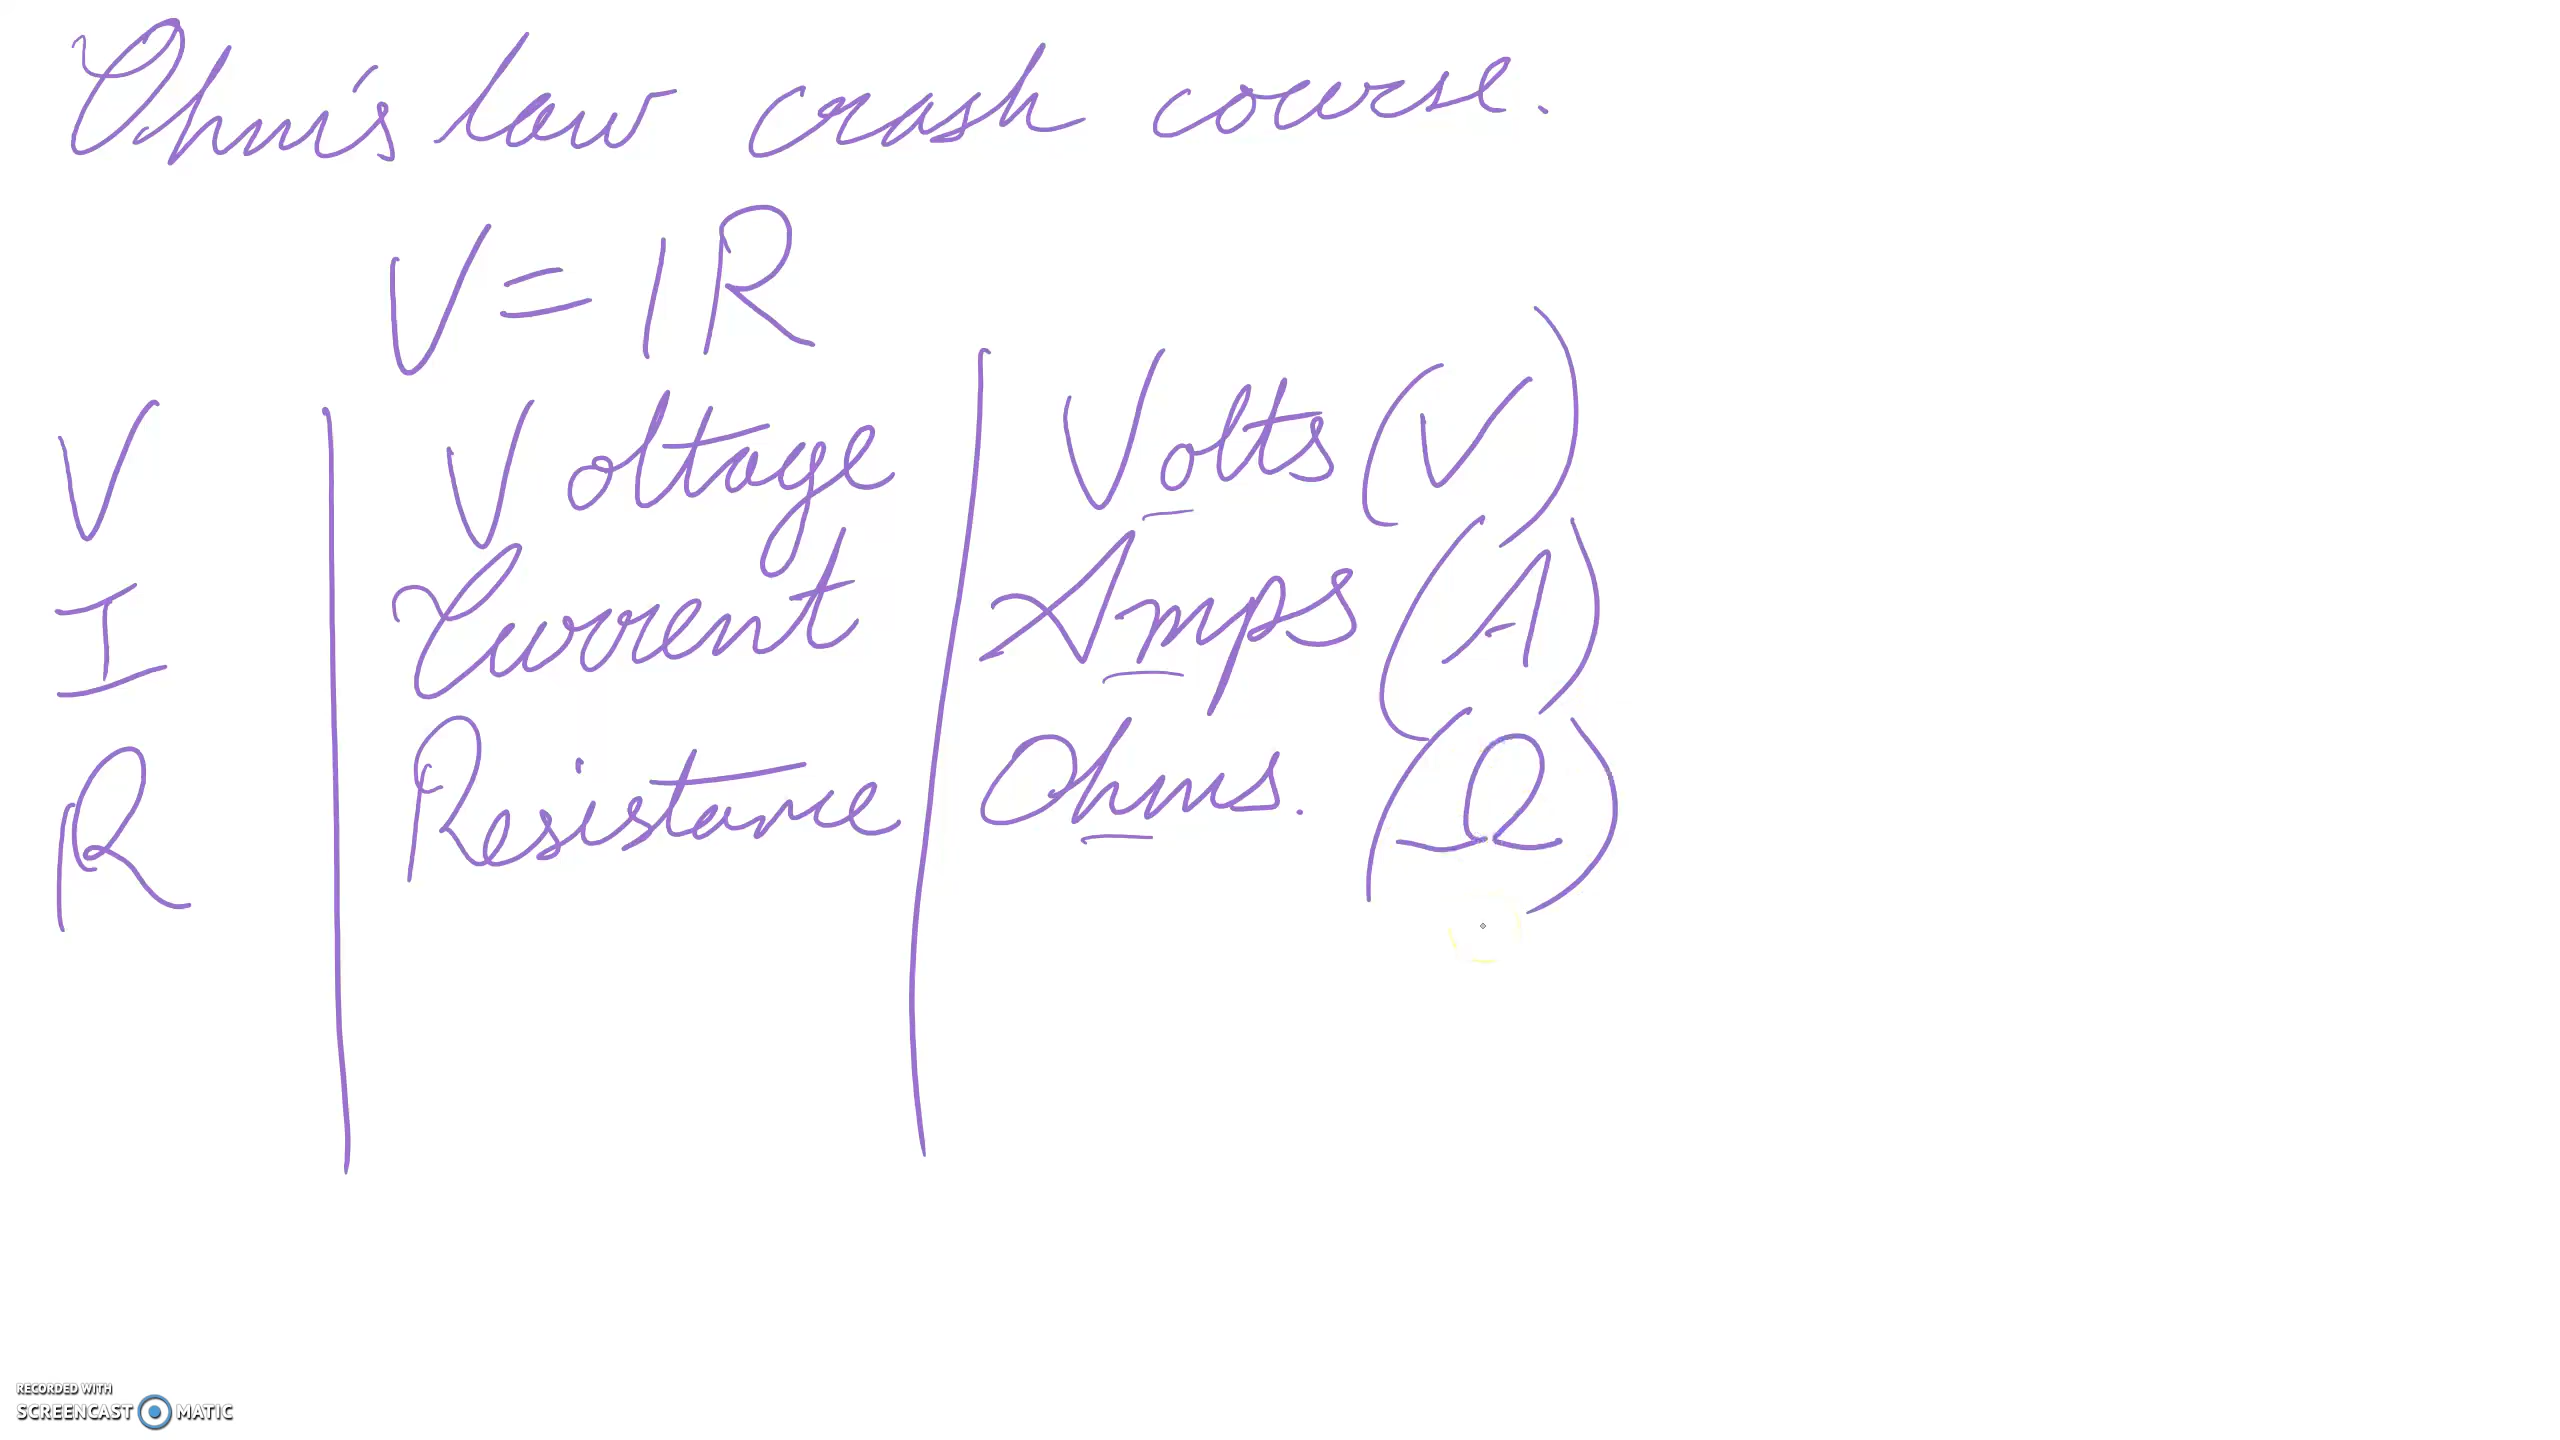 Ohm's law crash course.
V = IR
V Voltage Volts (V)
I Current Amps (A)
R Resistance Ohms. (Ω)
RECORDED WITH
SCREENCAST MATIC